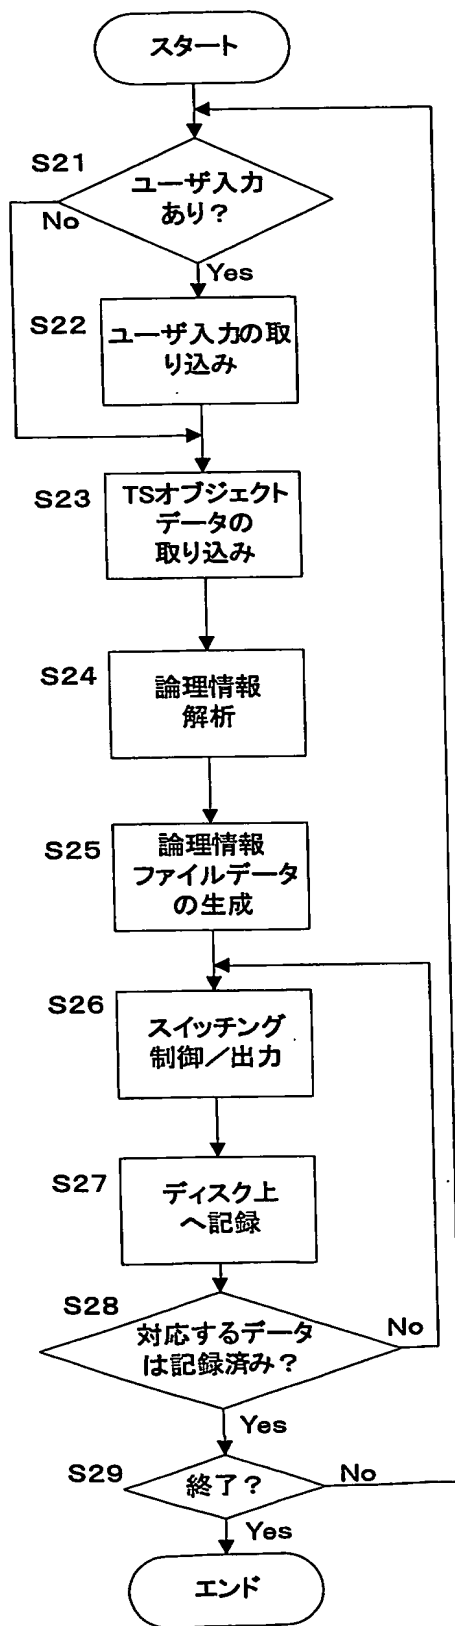 スタート
S21
ユーザ入力
あり？
No
Yes
S22
ユーザ入力の取
り込み
S23
TSオブジェクト
データの
取り込み
S24
論理情報
解析
S25
論理情報
ファイルデータ
の生成
S26
スイッチング
制御／出力
S27
ディスク上
へ記録
S28
対応するデータ
は記録済み？
No
Yes
S29
終了？
No
Yes
エンド